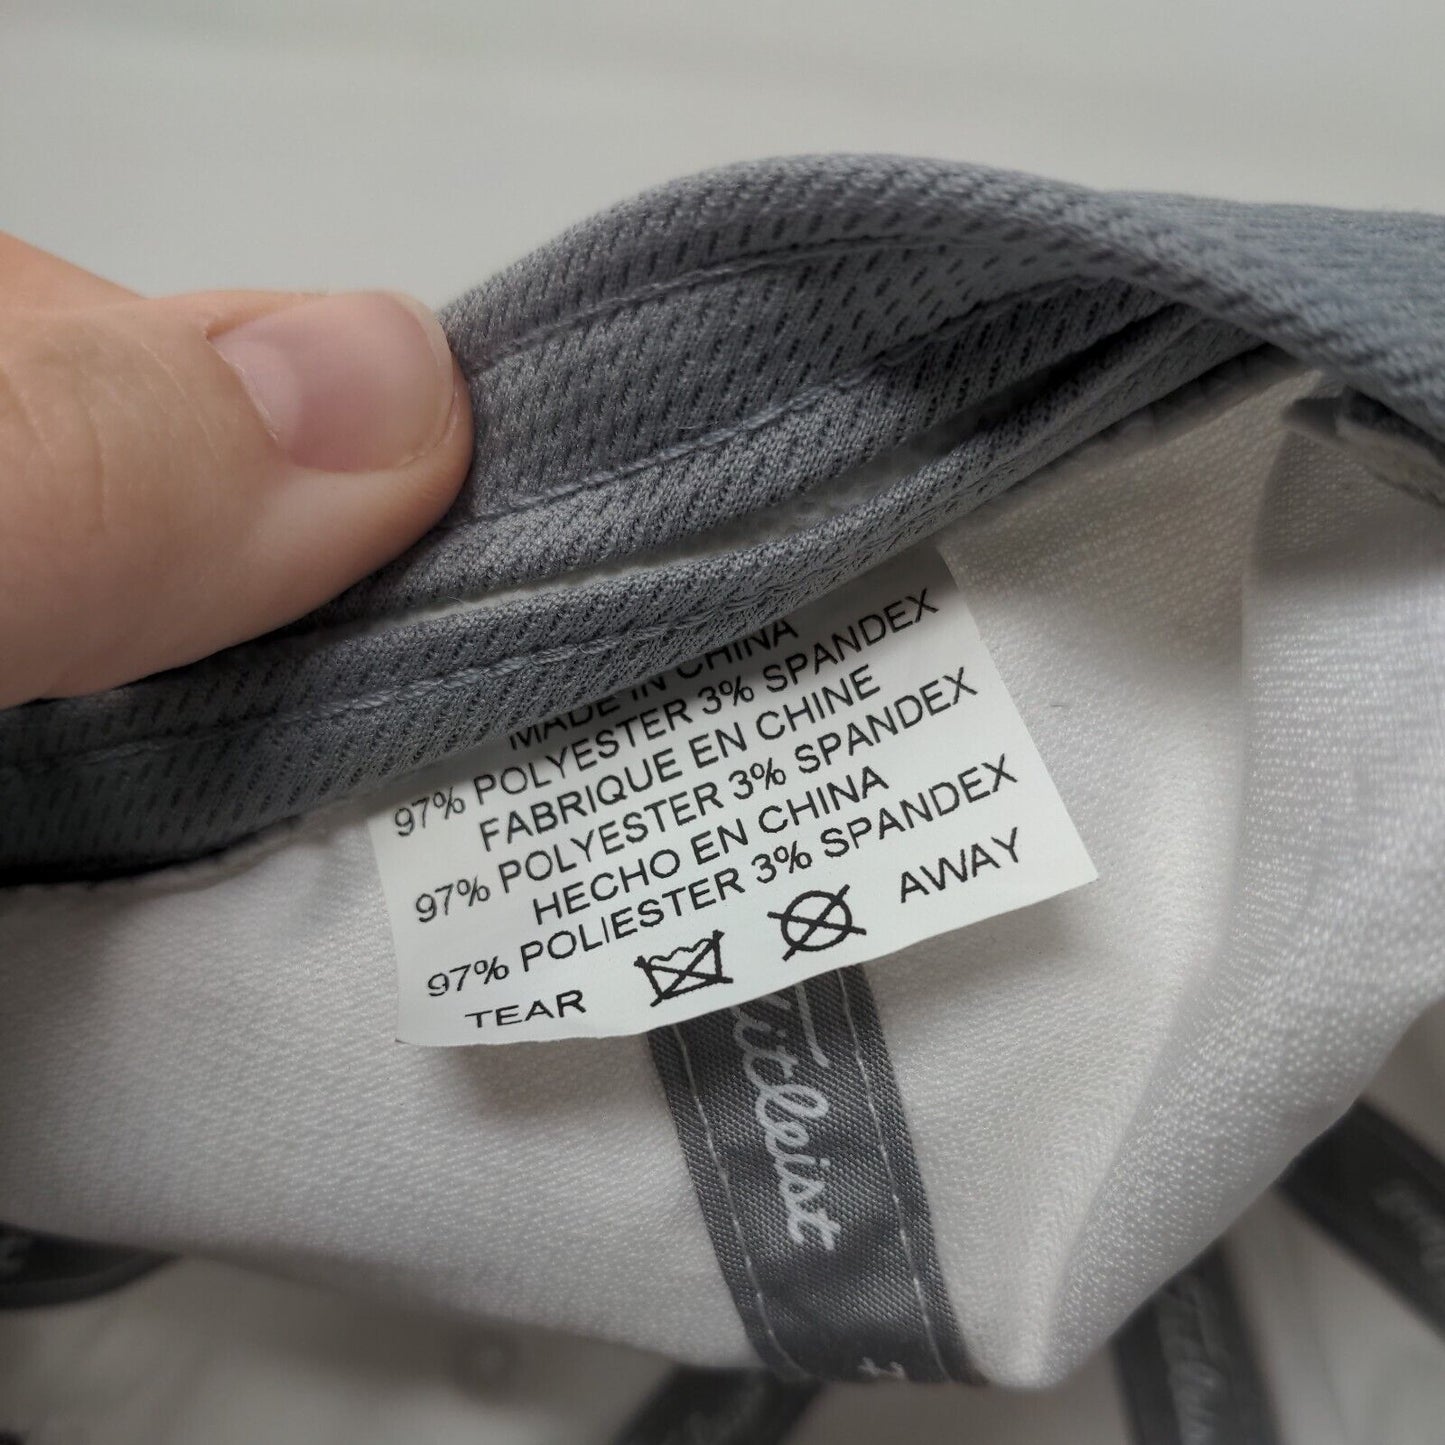 MADE IN CHINA
97% POLYESTER 3% SPANDEX
FABRIQUE EN CHINE
97% POLYESTER 3% SPANDEX
HECHO EN CHINA
97% POLIESTER 3% SPANDEX
TEAR AWAY
Titleist